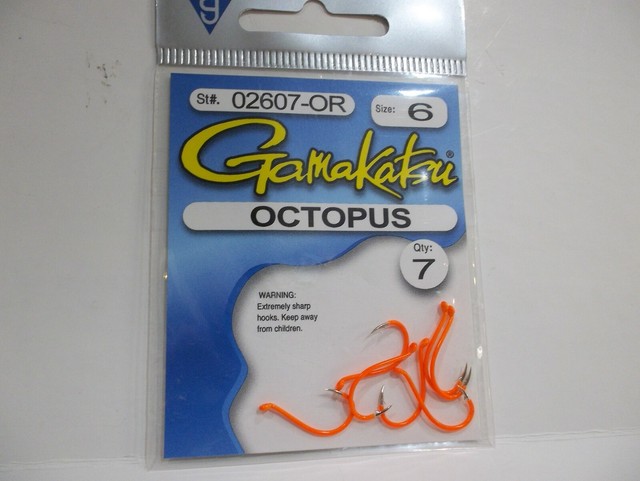 g
St#. 02607-OR
Size: 6
Gamakatsu®
OCTOPUS
Qty:
7
WARNING:
Extremely sharp
hooks. Keep away
from children.